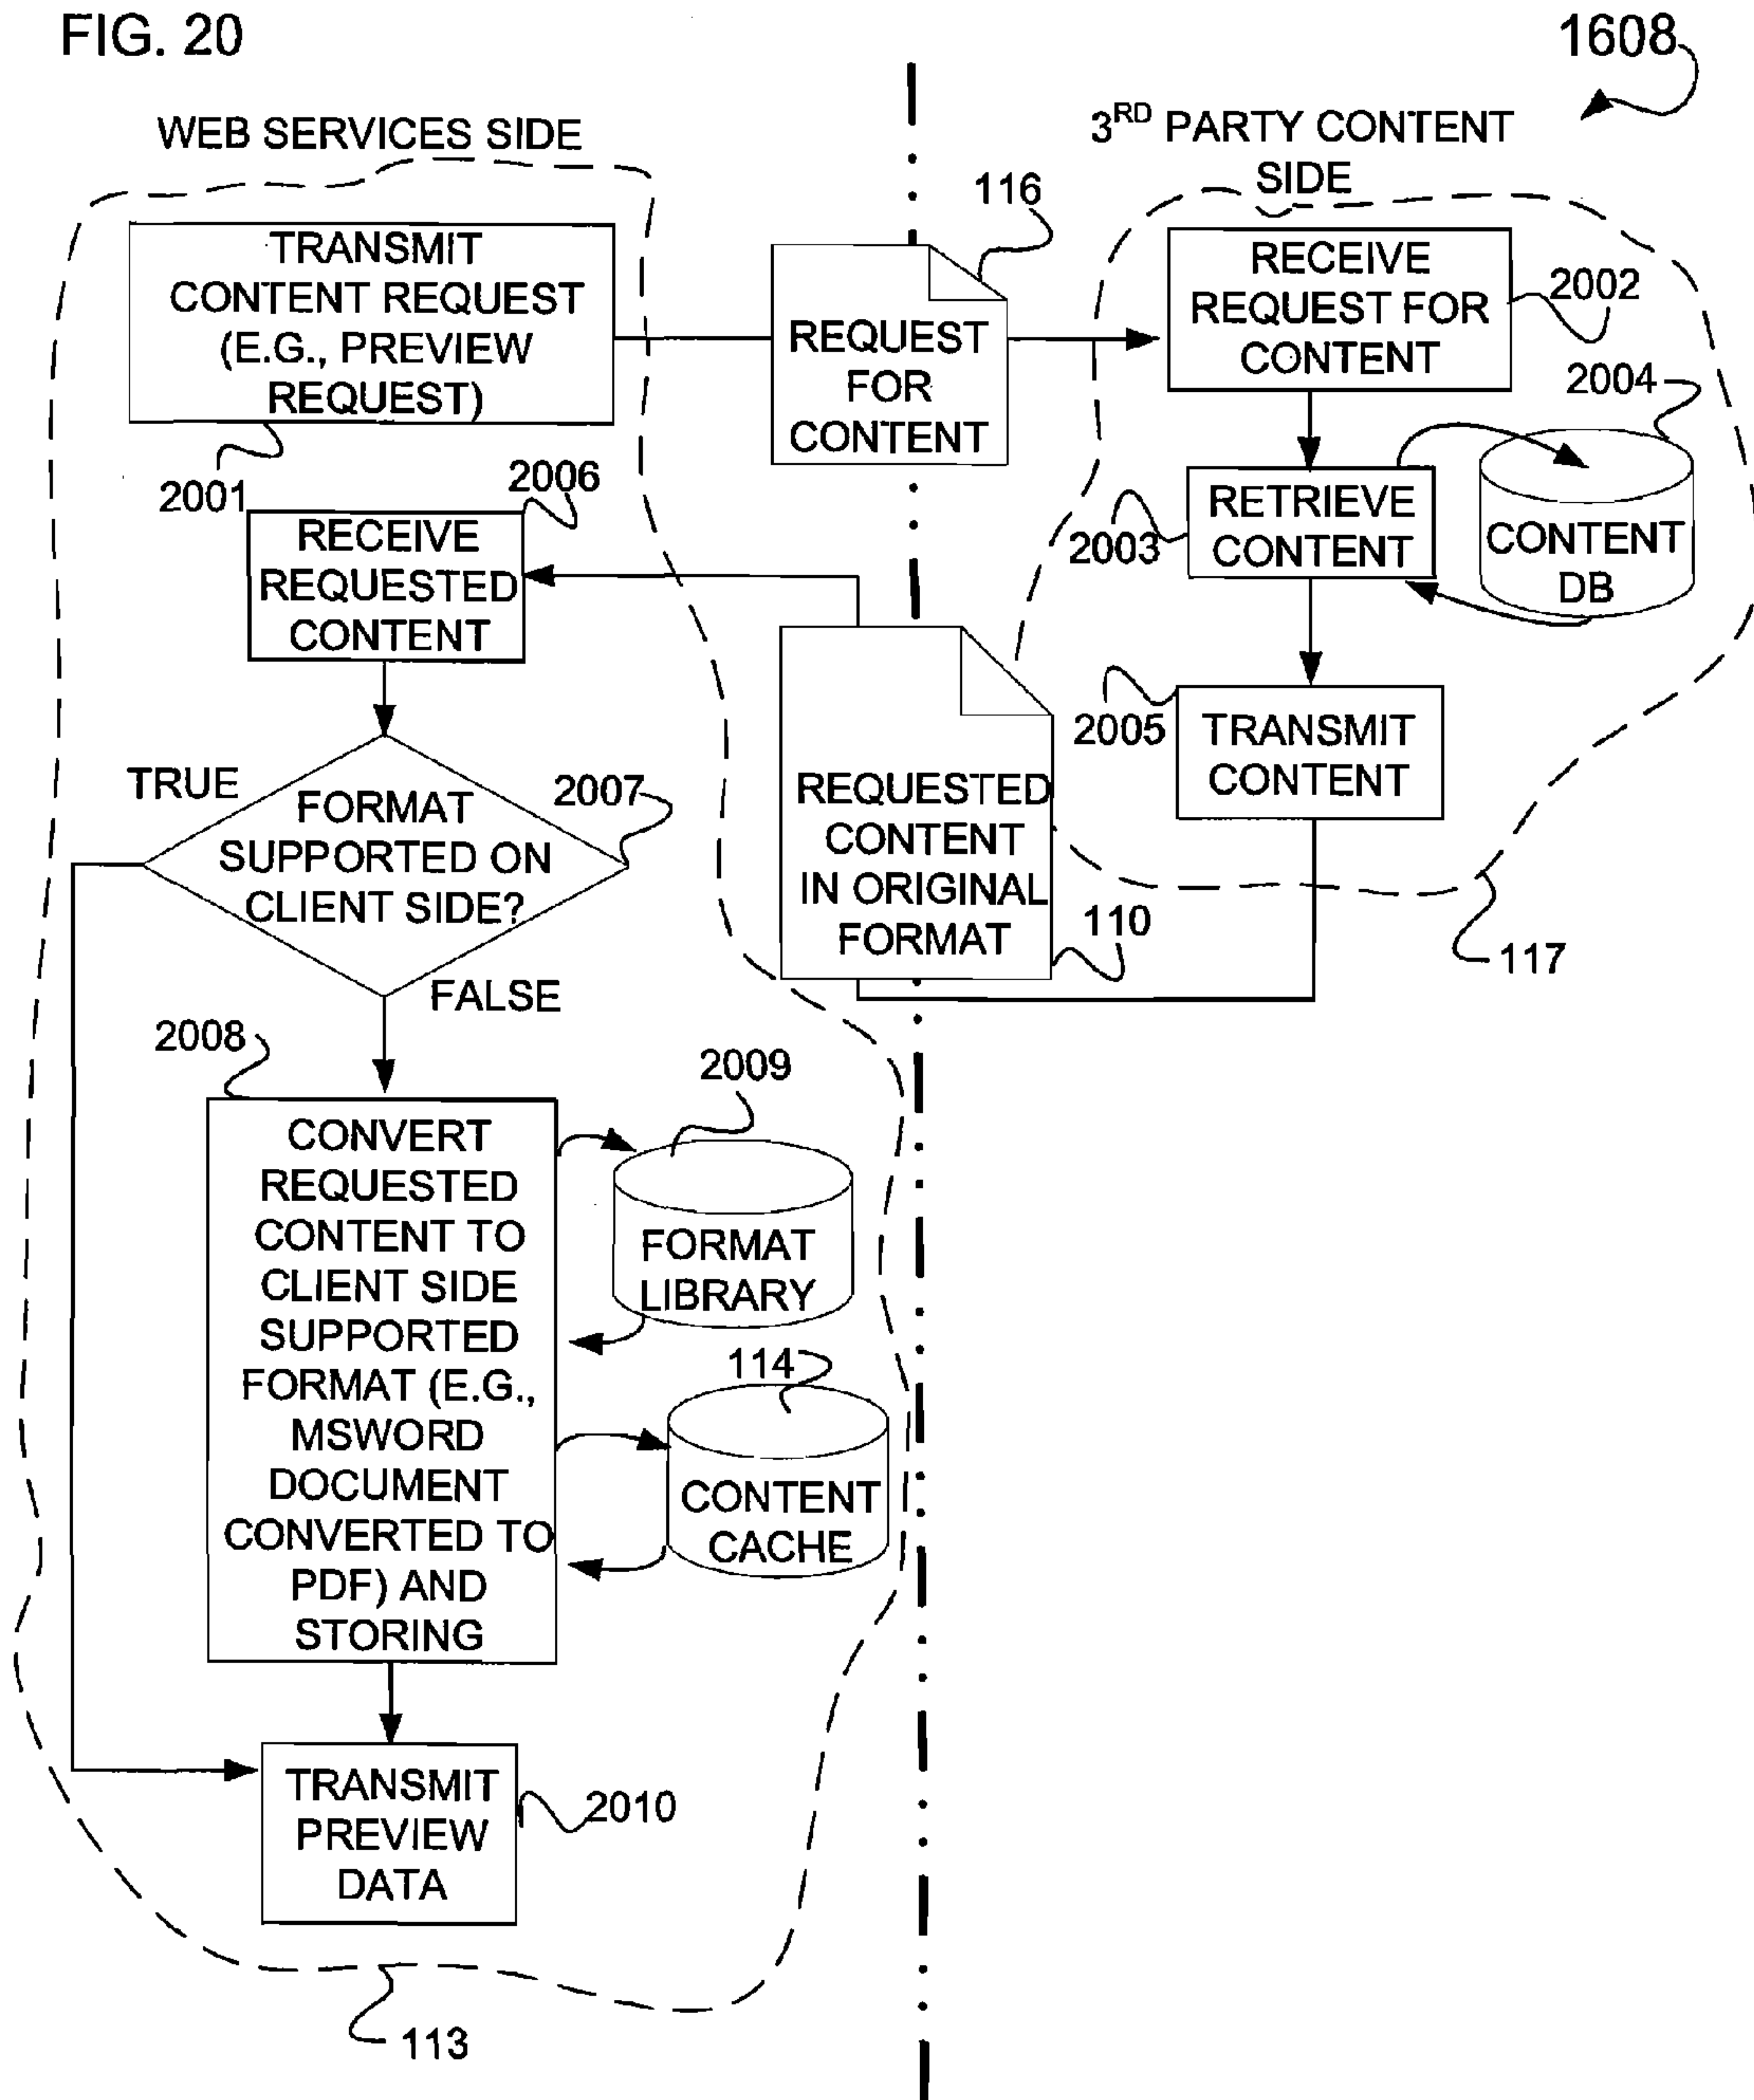 FIG. 20
1608
WEB SERVICES SIDE
3RD PARTY CONTENT
SIDE
116
TRANSMIT
CONTENT REQUEST
(E.G., PREVIEW
REQUEST)
2001
REQUEST
FOR
CONTENT
RECEIVE
REQUEST FOR
CONTENT
2002
2004
RETRIEVE
CONTENT
2003
CONTENT
DB
2006
RECEIVE
REQUESTED
CONTENT
2005
TRANSMIT
CONTENT
REQUESTED
CONTENT
IN ORIGINAL
FORMAT
110
117
TRUE
FORMAT
SUPPORTED ON
CLIENT SIDE?
2007
FALSE
2008
CONVERT
REQUESTED
CONTENT TO
CLIENT SIDE
SUPPORTED
FORMAT (E.G.,
MSWORD
DOCUMENT
CONVERTED TO
PDF) AND
STORING
2009
FORMAT
LIBRARY
114
CONTENT
CACHE
TRANSMIT
PREVIEW
DATA
2010
113